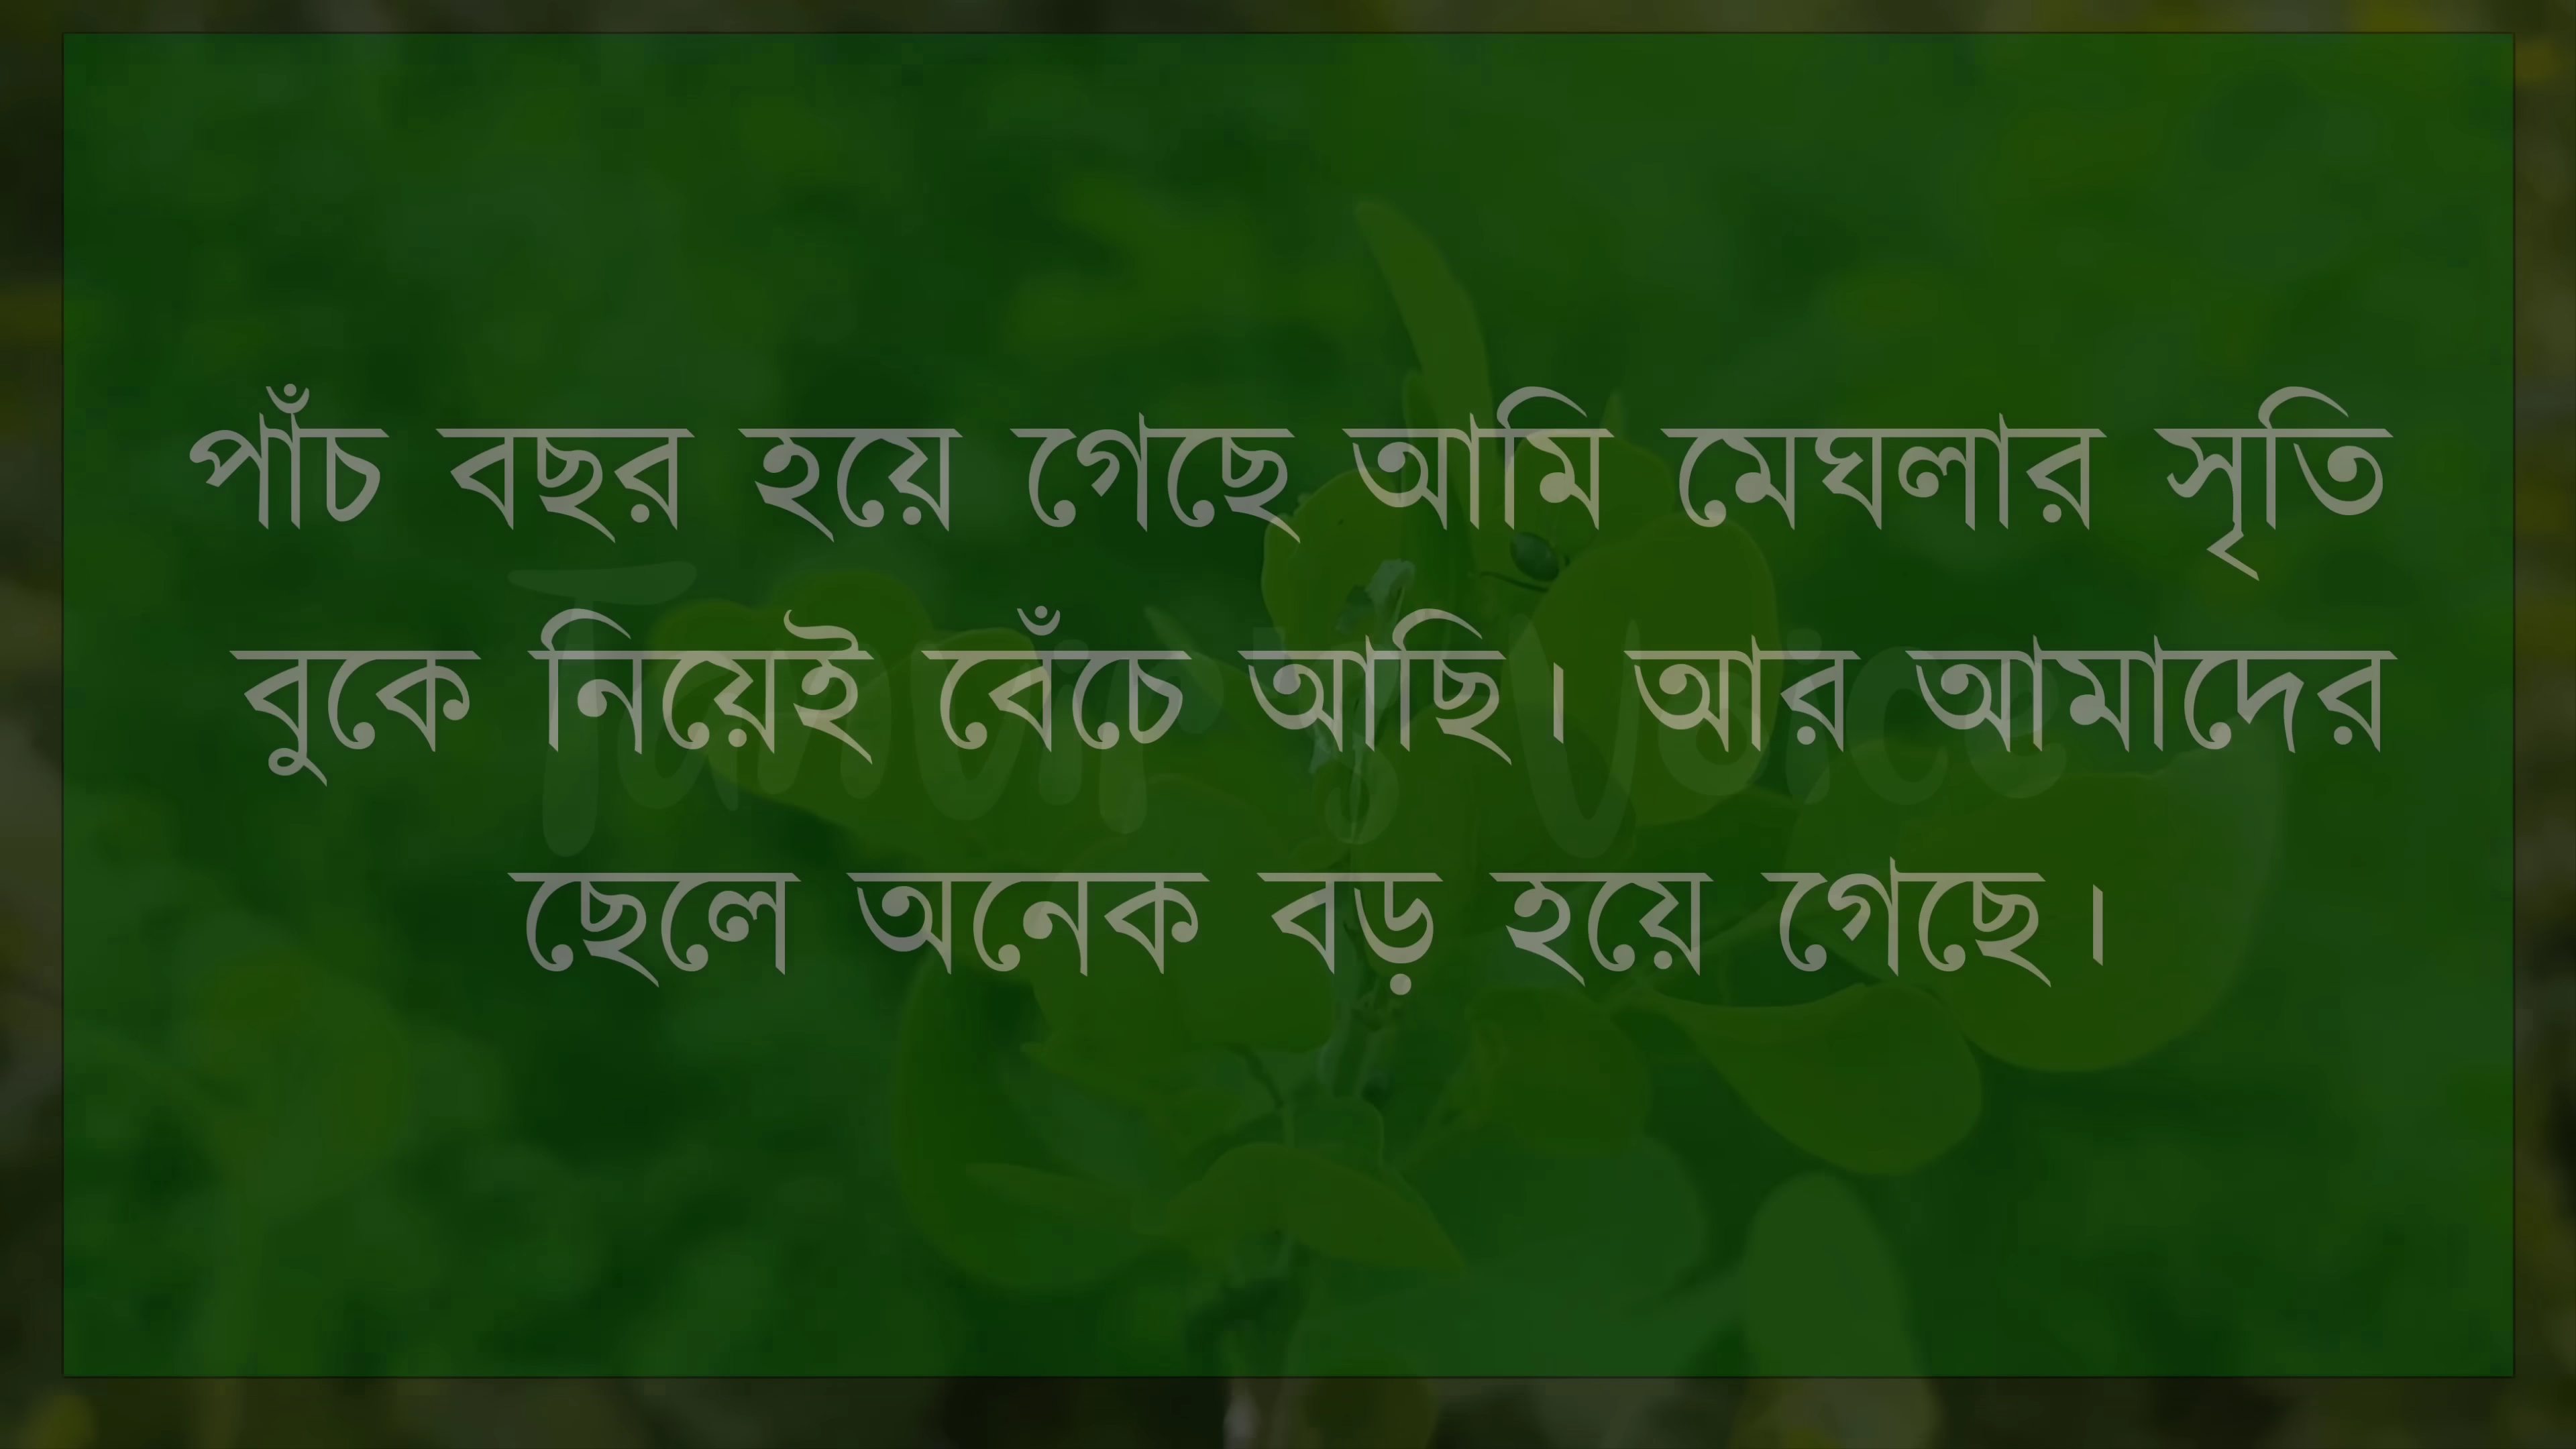 পাঁচ বছর হয়ে গেছে আমি মেঘলার সৃতি
বুকে নিয়েই বেঁচে আছি। আর আমাদের
ছেলে অনেক বড় হয়ে গেছে।